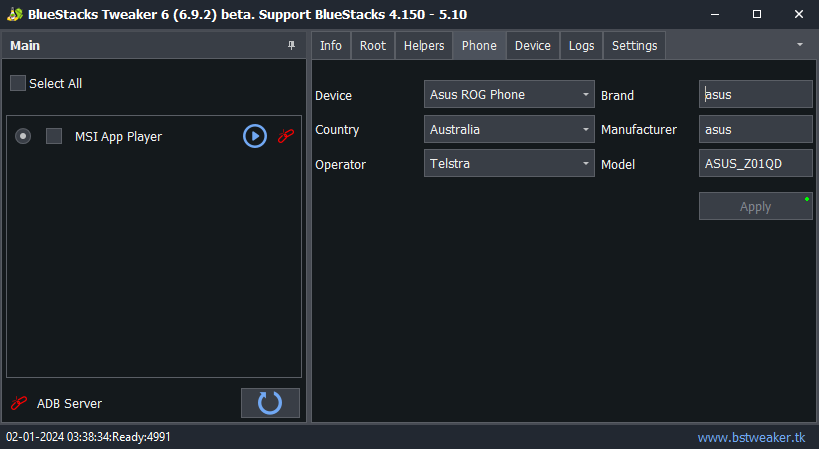 BlueStacks Tweaker 6 (6.9.2) beta. Support BlueStacks 4.150 - 5.10
Main
Info Root Helpers Phone Device Logs Settings
Select All
MSI App Player
Device Asus ROG Phone Brand asus
Country Australia Manufacturer asus
Operator Telstra Model ASUS_Z01QD
Apply
ADB Server
02-01-2024 03:38:34:Ready:4991 www.bstweaker.tk